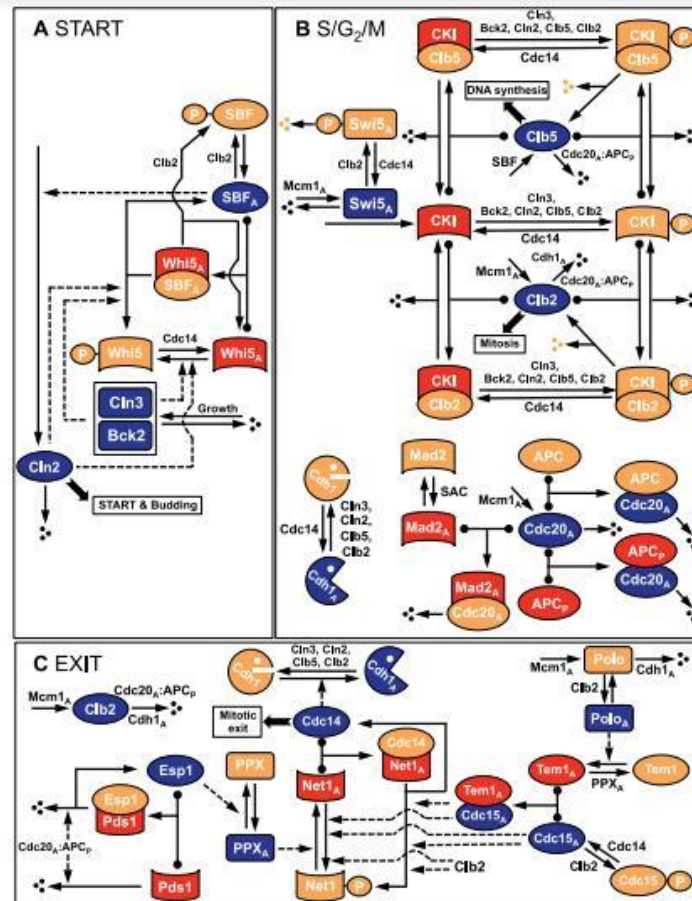 A START
P
SBF
Clb2
Clb2
SBFA
Whi5A
SBFA
Cdc14
P
Whi5
Whi5A
Cln3
Bck2
Growth
Cln2
START & Budding
B S/G2/M
Cln3,
Bck2, Cln2, Clb5, Clb2
CKI
Clb5
Cdc14
CKI
P
Clb5
DNA synthesis
P
Swi5A
Clb2
Cdc14
Clb5
SBF
Cdc20A:APCP
Mcm1A
Swi5A
Cln3,
Bck2, Cln2, Clb5, Clb2
CKI
Cdc14
CKI
P
Mcm1A
Cdh1A
Cdc20A:APCP
Clb2
Mitosis
Cln3,
Bck2, Cln2, Clb5, Clb2
CKI
Clb2
Cdc14
CKI
P
Clb2
Cdh1
Cdc14
Cln3,
Cln2,
Clb5,
Clb2
Cdh1A
Mad2
SAC
Mad2A
Mad2A
Cdc20A
APC
Mcm1A
Cdc20A
APCP
APC
Cdc20A
APCP
Cdc20A
C EXIT
Mcm1A
Clb2
Cdc20A:APCP
Cdh1A
Esp1
Esp1
Pds1
Cdc20A:APCP
Pds1
PPX
PPXA
Cdh1
Cln3, Cln2,
Clb5, Clb2
Cdh1A
Mitotic
exit
Cdc14
Cdc14
Net1A
Net1A
Net1
P
Clb2
Tem1A
Cdc15A
Mcm1A
Polo
Cdh1A
Clb2
PoloA
Tem1A
PPXA
Tem1
Cdc15A
Cdc14
Clb2
Cdc15
P